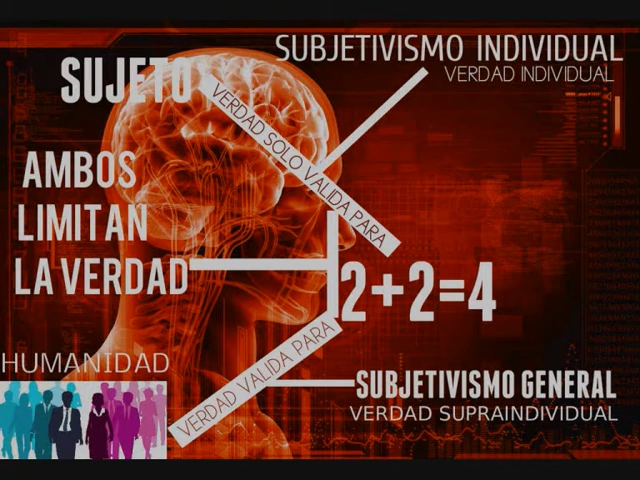 SUBJETIVISMO INDIVIDUAL
VERDAD INDIVIDUAL
SUJETO
VERDAD SOLO VALIDA PARA
AMBOS
LIMITAN
LA VERDAD
2+2=4
VERDAD VALIDA PARA
HUMANIDAD
SUBJETIVISMO GENERAL
VERDAD SUPRAINDIVIDUAL